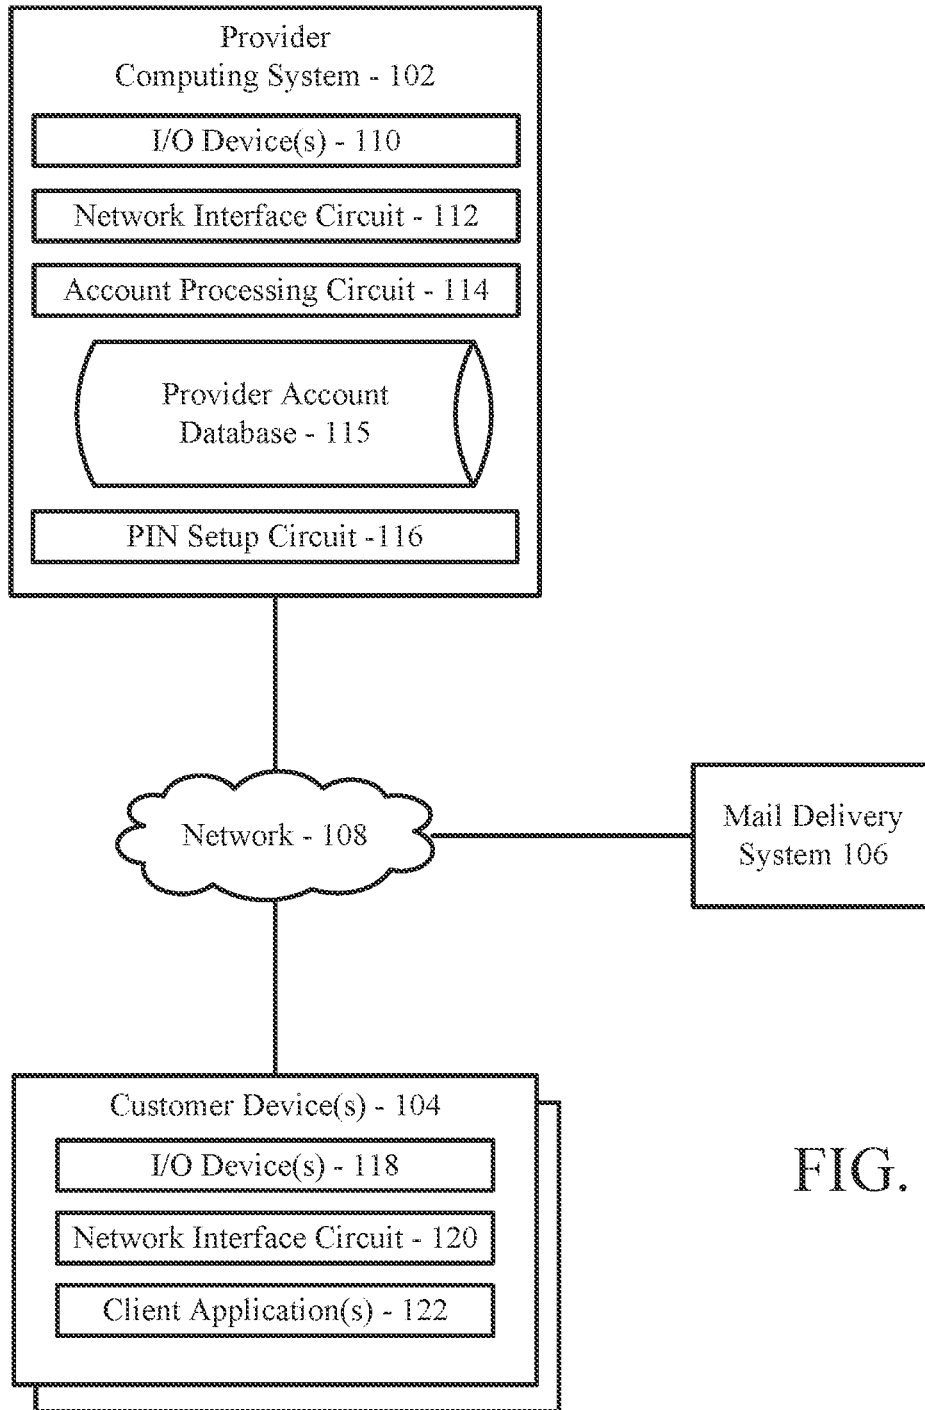 Provider
Computing System - 102
I/O Device(s) - 110
Network Interface Circuit - 112
Account Processing Circuit - 114
Provider Account
Database - 115
PIN Setup Circuit -116
Network - 108
Mail Delivery
System 106
Customer Device(s) - 104
I/O Device(s) - 118
Network Interface Circuit - 120
Client Application(s) - 122
FIG.